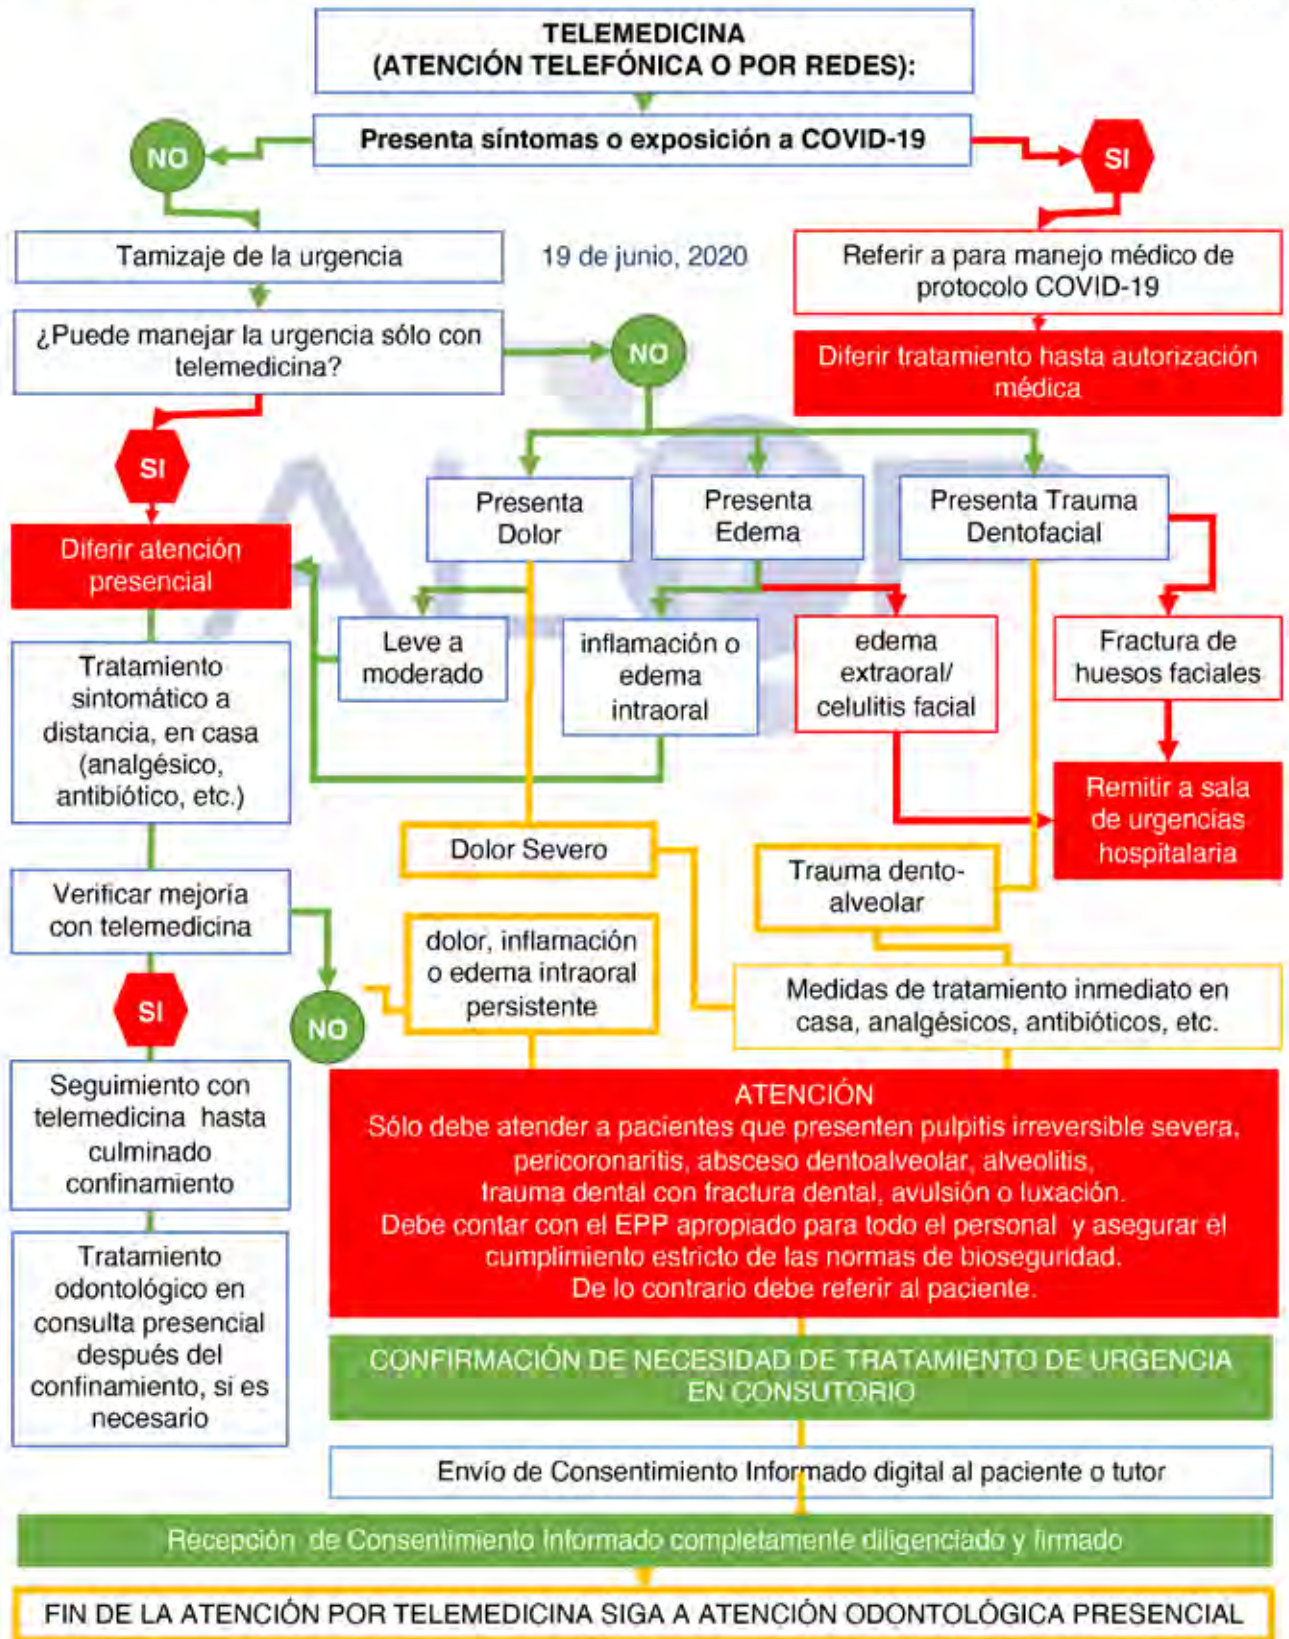 TELEMEDICINA
(ATENCIÓN TELEFÓNICA O POR REDES):
Presenta síntomas o exposición a COVID-19
NO
SI
Tamizaje de la urgencia
19 de junio, 2020
Referir a para manejo médico de
protocolo COVID-19
¿Puede manejar la urgencia sólo con
telemedicina?
NO
Diferir tratamiento hasta autorización
médica
SI
Presenta
Dolor
Presenta
Edema
Presenta Trauma
Dentofacial
Diferir atención
presencial
Leve a
moderado
inflamación o
edema
intraoral
edema
extraoral/
celulitis facial
Fractura de
huesos faciales
Tratamiento
sintomático a
distancia, en casa
(analgésico,
antibiótico, etc.)
Remitir a sala
de urgencias
hospitalaria
Dolor Severo
Trauma dento-
alveolar
Verificar mejoría
con telemedicina
dolor, inflamación
o edema intraoral
persistente
Medidas de tratamiento inmediato en
casa, analgésicos, antibióticos, etc.
SI
NO
Seguimiento con
telemedicina hasta
culminado
confinamiento
ATENCIÓN
Sólo debe atender a pacientes que presenten pulpitis irreversible severa,
pericoronaritis, absceso dentoalveolar, alveolitis,
trauma dental con fractura dental, avulsión o luxación.
Debe contar con el EPP apropiado para todo el personal y asegurar el
cumplimiento estricto de las normas de bioseguridad.
De lo contrario debe referir al paciente.
Tratamiento
odontológico en
consulta presencial
después del
confinamiento, si es
necesario
CONFIRMACIÓN DE NECESIDAD DE TRATAMIENTO DE URGENCIA
EN CONSUTORIO
Envío de Consentimiento Informado digital al paciente o tutor
Recepción de Consentimiento Informado completamente diligenciado y firmado
FIN DE LA ATENCIÓN POR TELEMEDICINA SIGA A ATENCIÓN ODONTOLÓGICA PRESENCIAL